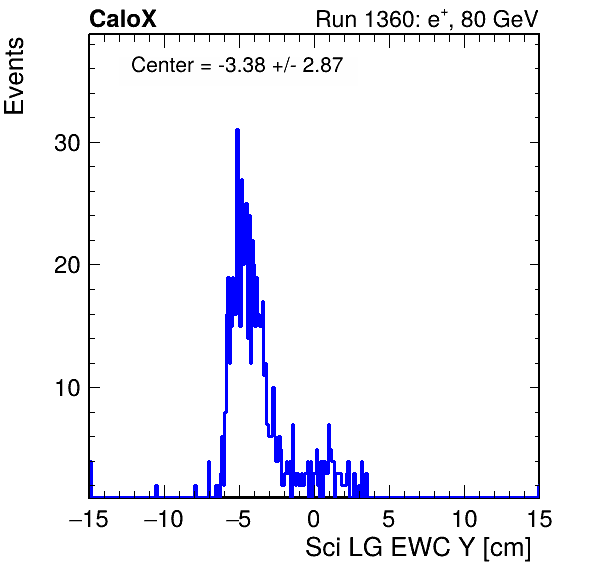 CaloX Run 1360: e⁺, 80 GeV
Center = -3.38 +/- 2.87
Events
30
20
10
−15 −10 −5 0 5 10 15
Sci LG EWC Y [cm]